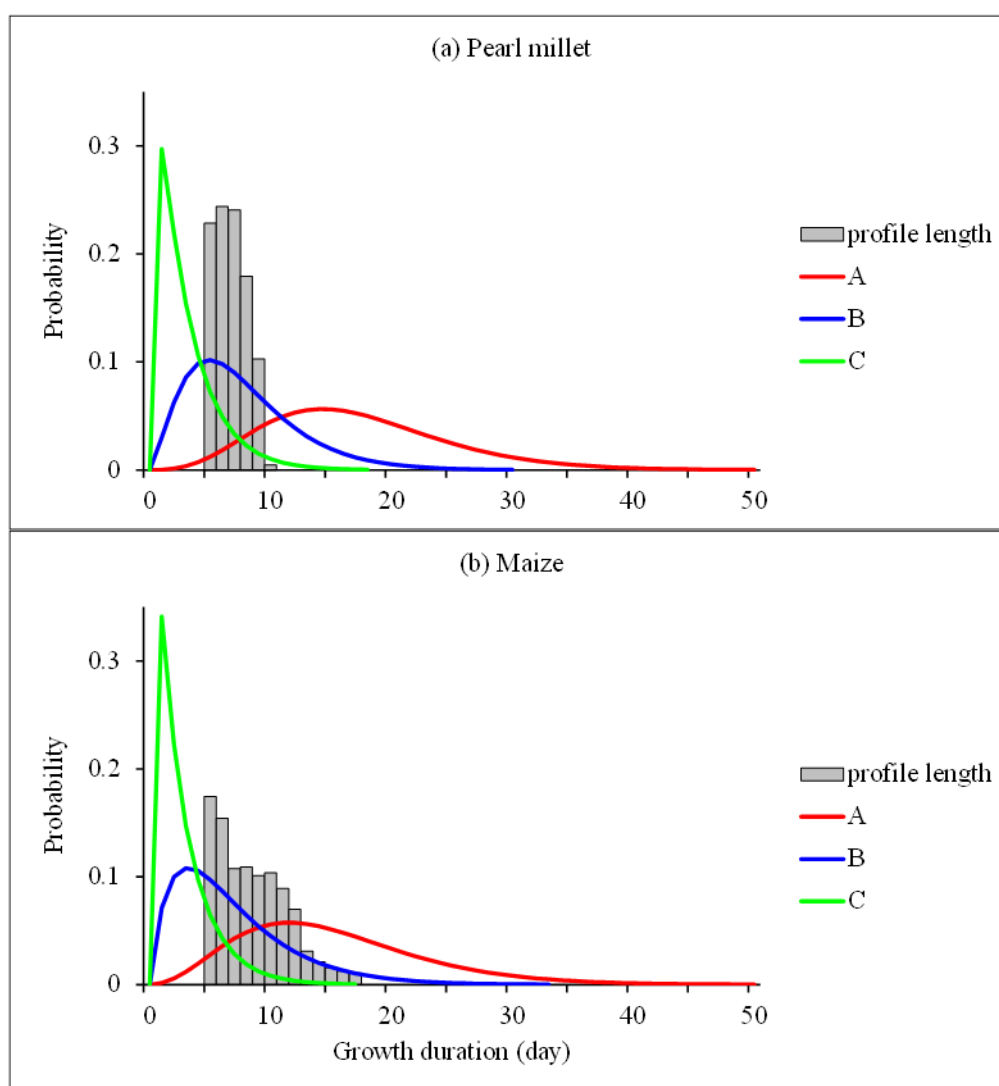 (a) Pearl millet
0.3
0.2
0.1
0
Probability
0 10 20 30 40 50
profile length
A
B
C
(b) Maize
0.3
0.2
0.1
0
Probability
0 10 20 30 40 50
Growth duration (day)
profile length
A
B
C